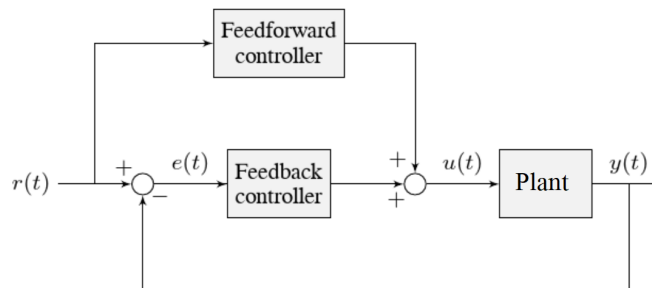 Feedforward
controller
r(t)
+
−
e(t)
Feedback
controller
+
+
u(t)
Plant
y(t)